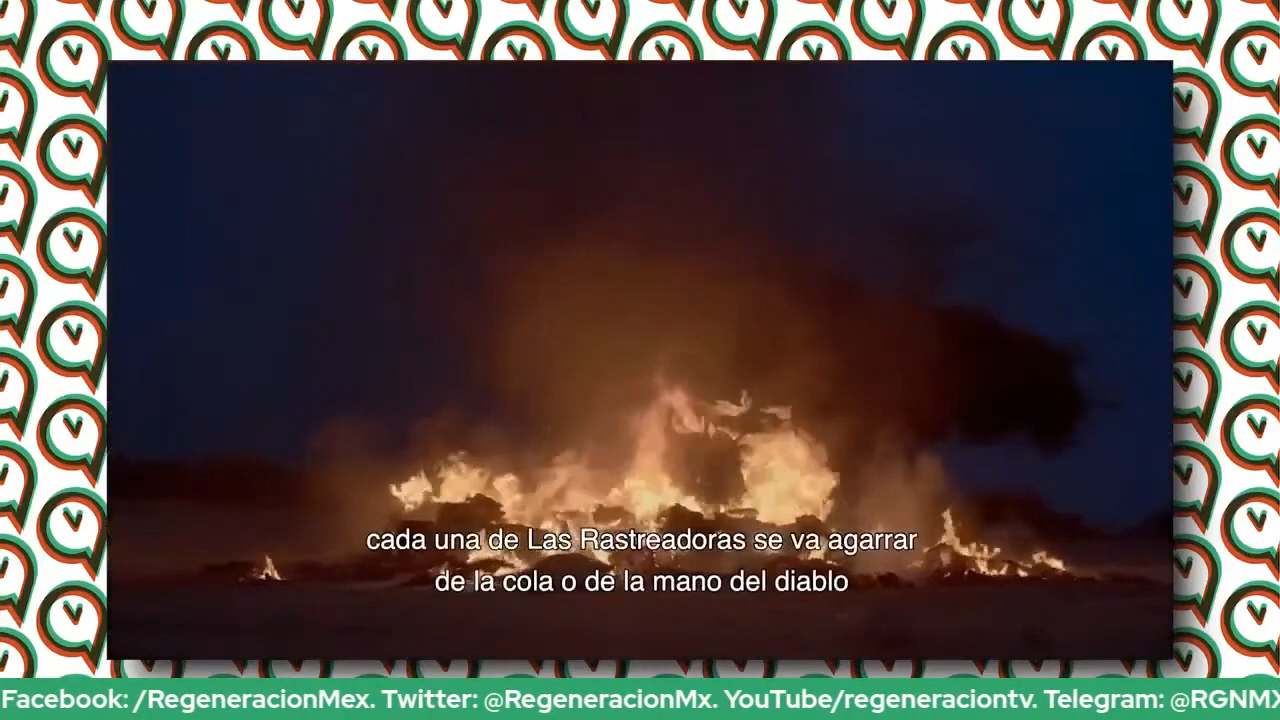 cada una de Las Rastreadoras se va agarrar
de la cola o de la mano del diablo
Facebook: /RegeneracionMex. Twitter: @RegeneracionMx. YouTube/regeneraciontv. Telegram: @RGNMX